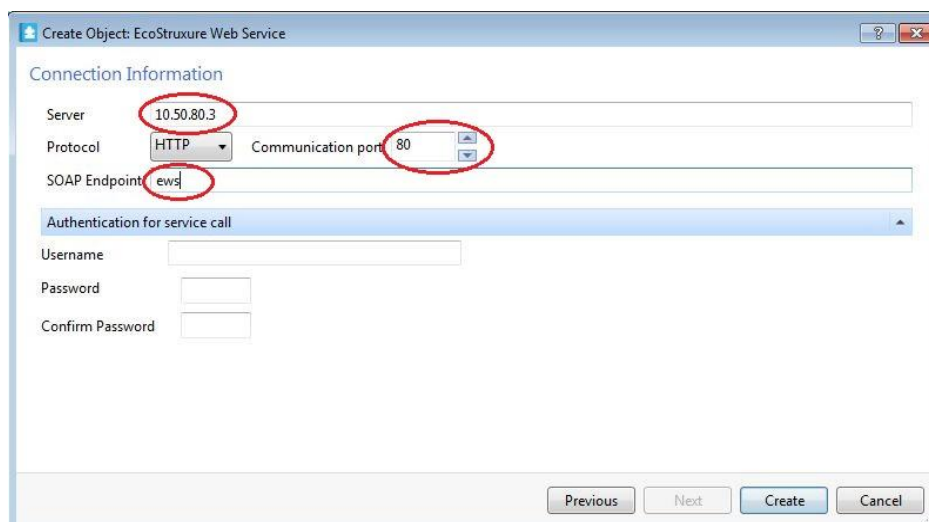 Create Object: EcoStruxure Web Service
Connection Information
Server 10.50.80.3
Protocol HTTP Communication port 80
SOAP Endpoint ews
Authentication for service call
Username
Password
Confirm Password
Previous Next Create Cancel